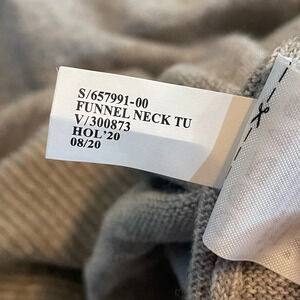 S/657991-00
FUNNEL NECK TU
V/300873
HOL'20
08/20